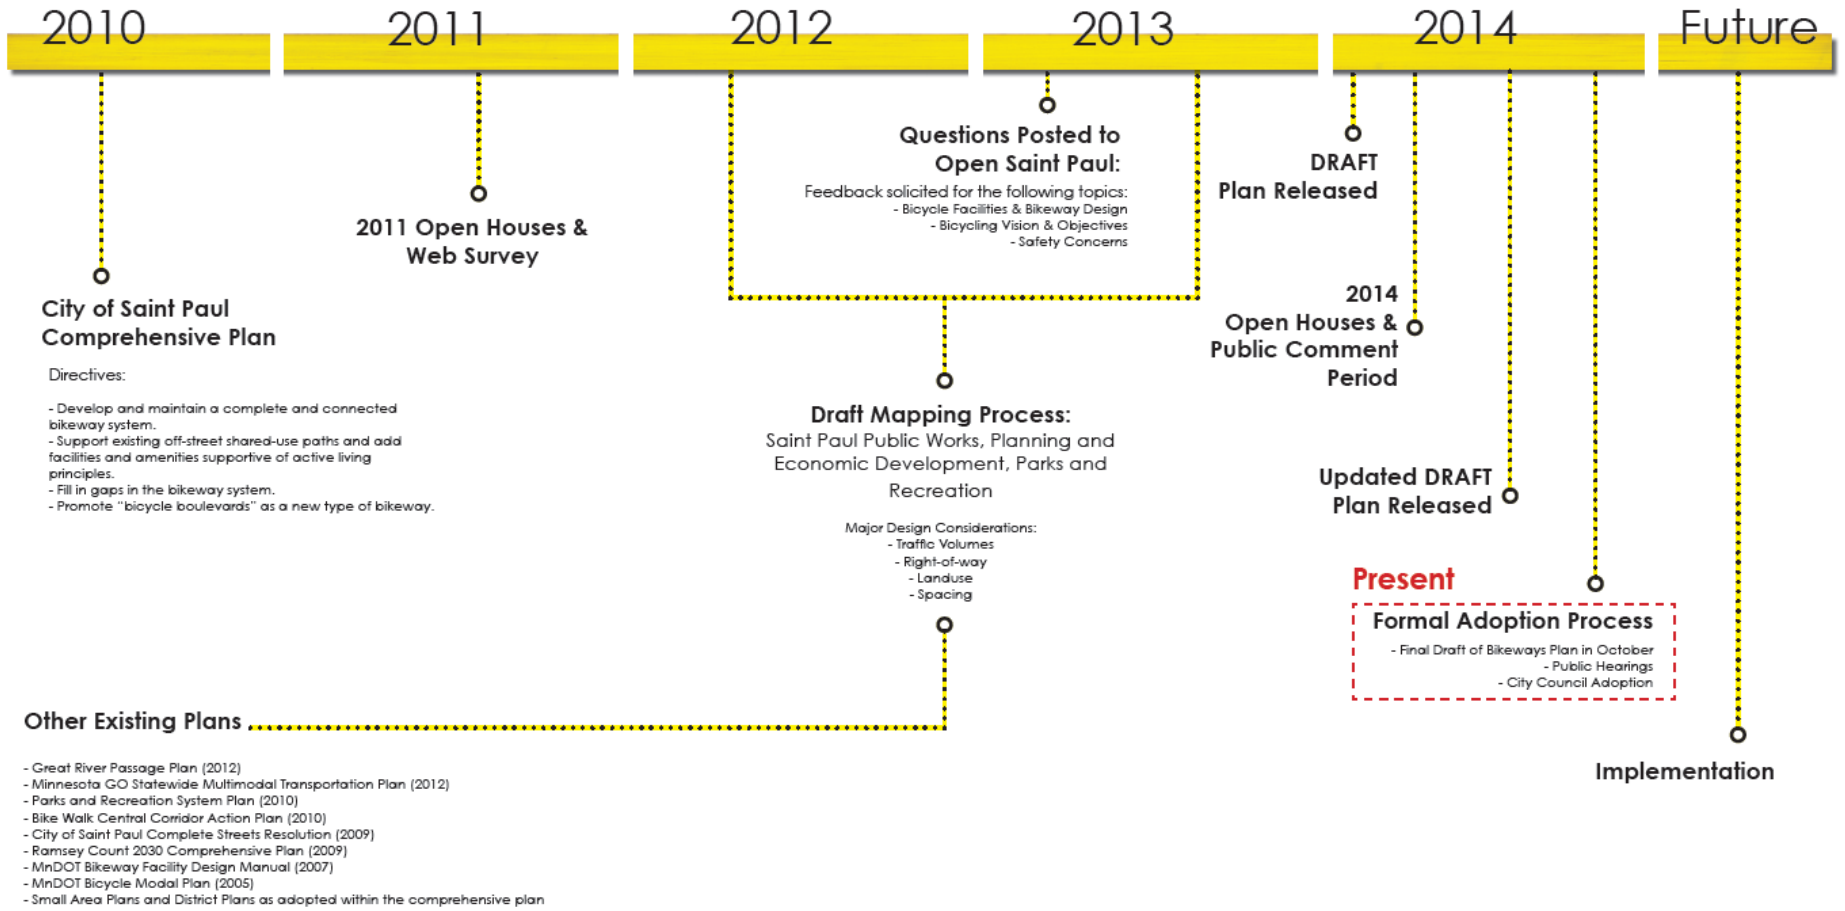 2010
2011
2012
2013
2014
Future
City of Saint Paul
Comprehensive Plan
Directives:
- Develop and maintain a complete and connected
bikeway system.
- Support existing off-street shared-use paths and add
facilities and amenities supportive of active living
principles.
- Fill in gaps in the bikeway system.
- Promote "bicycle boulevards" as a new type of bikeway.
2011 Open Houses &
Web Survey
Questions Posted to
Open Saint Paul:
Feedback solicited for the following topics:
- Bicycle Facilities & Bikeway Design
- Bicycling Vision & Objectives
- Safety Concerns
Draft Mapping Process:
Saint Paul Public Works, Planning and
Economic Development, Parks and
Recreation
Major Design Considerations:
- Traffic Volumes
- Right-of-way
- Landuse
- Spacing
DRAFT
Plan Released
2014
Open Houses &
Public Comment
Period
Updated DRAFT
Plan Released
Present
Formal Adoption Process
- Final Draft of Bikeways Plan in October
- Public Hearings
- City Council Adoption
Implementation
Other Existing Plans
- Great River Passage Plan (2012)
- Minnesota GO Statewide Multimodal Transportation Plan (2012)
- Parks and Recreation System Plan (2010)
- Bike Walk Central Corridor Action Plan (2010)
- City of Saint Paul Complete Streets Resolution (2009)
- Ramsey Count 2030 Comprehensive Plan (2009)
- MnDOT Bikeway Facility Design Manual (2007)
- MnDOT Bicycle Modal Plan (2005)
- Small Area Plans and District Plans as adopted within the comprehensive plan